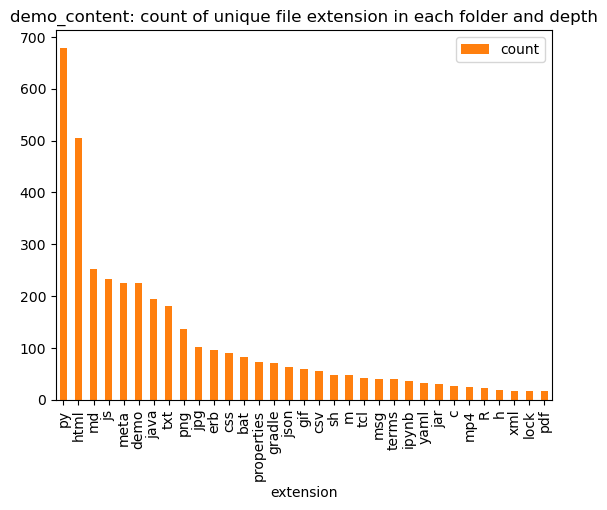 demo_content: count of unique file extension in each folder and depth
count
700
600
500
400
300
200
100
0
py
html
md
js
meta
demo
java
txt
png
jpg
erb
css
bat
properties
gradle
json
gif
csv
sh
m
tcl
msg
terms
ipynb
yaml
jar
c
mp4
R
h
xml
lock
pdf
extension